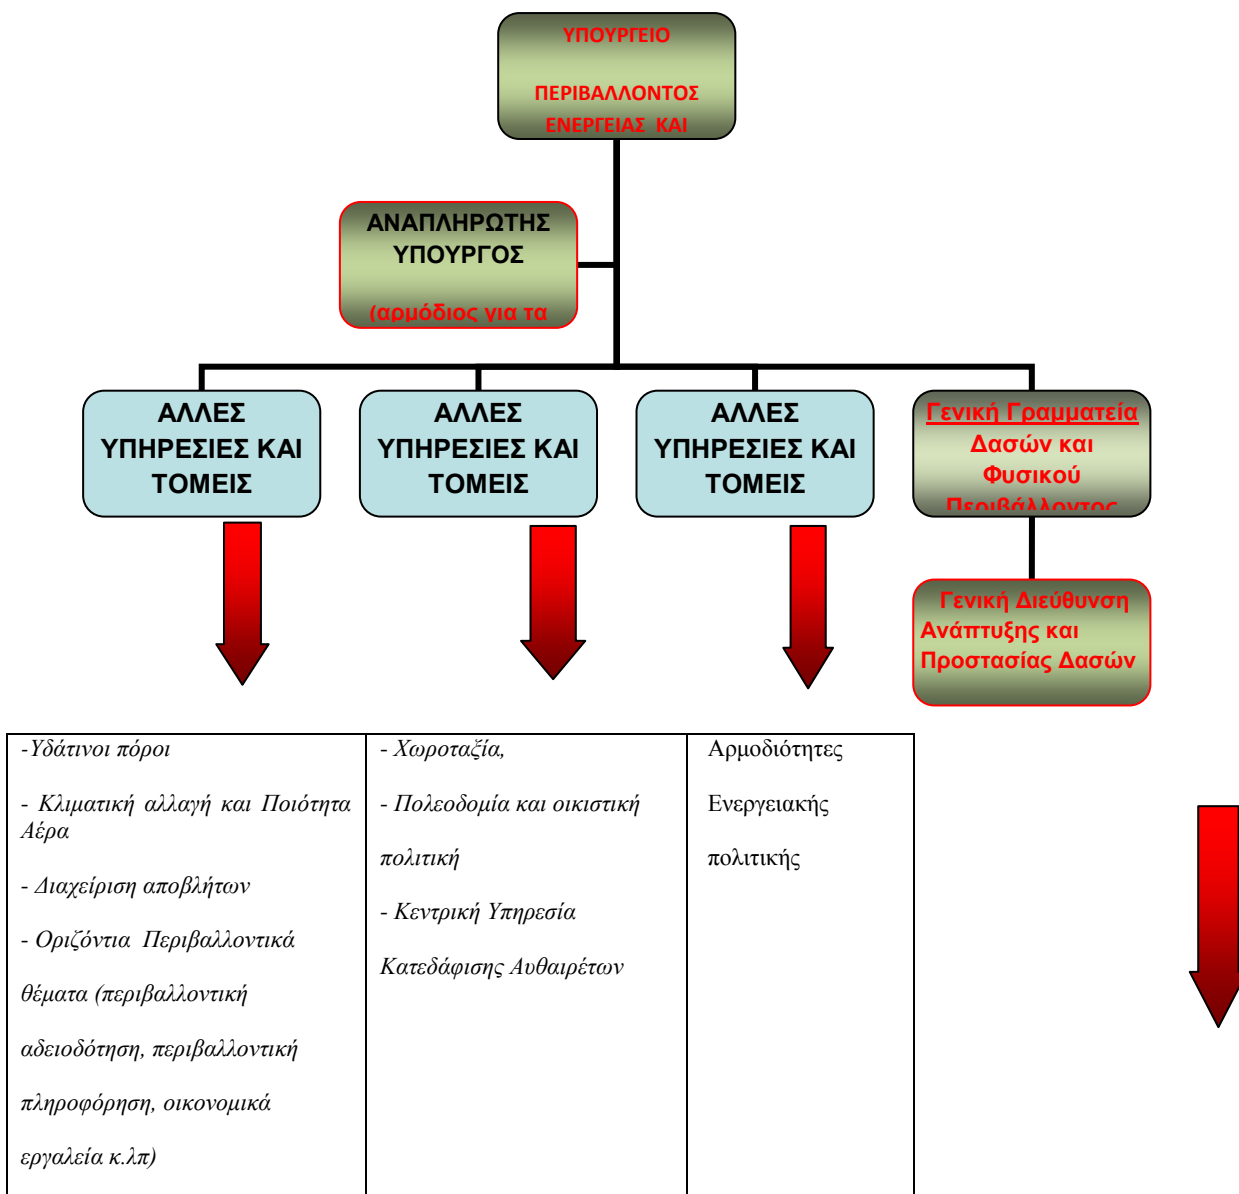 ΥΠΟΥΡΓΕΙΟ
ΠΕΡΙΒΑΛΛΟΝΤΟΣ
ΕΝΕΡΓΕΙΑΣ ΚΑΙ
ΑΝΑΠΛΗΡΩΤΗΣ
ΥΠΟΥΡΓΟΣ
(αρμόδιος για τα
ΑΛΛΕΣ
ΥΠΗΡΕΣΙΕΣ ΚΑΙ
ΤΟΜΕΙΣ
ΑΛΛΕΣ
ΥΠΗΡΕΣΙΕΣ ΚΑΙ
ΤΟΜΕΙΣ
ΑΛΛΕΣ
ΥΠΗΡΕΣΙΕΣ ΚΑΙ
ΤΟΜΕΙΣ
Γενική Γραμματεία
Δασών και
Φυσικού
Περιβάλλοντος
Γενική Διεύθυνση
Ανάπτυξης και
Προστασίας Δασών
-Υδάτινοι πόροι
- Κλιματική αλλαγή και Ποιότητα
Αέρα
- Διαχείριση αποβλήτων
- Οριζόντια Περιβαλλοντικά
θέματα (περιβαλλοντική
αδειοδότηση, περιβαλλοντική
πληροφόρηση, οικονομικά
εργαλεία κ.λπ)
- Χωροταξία,
- Πολεοδομία και οικιστική
πολιτική
- Κεντρική Υπηρεσία
Κατεδάφισης Αυθαιρέτων
Αρμοδιότητες
Ενεργειακής
πολιτικής